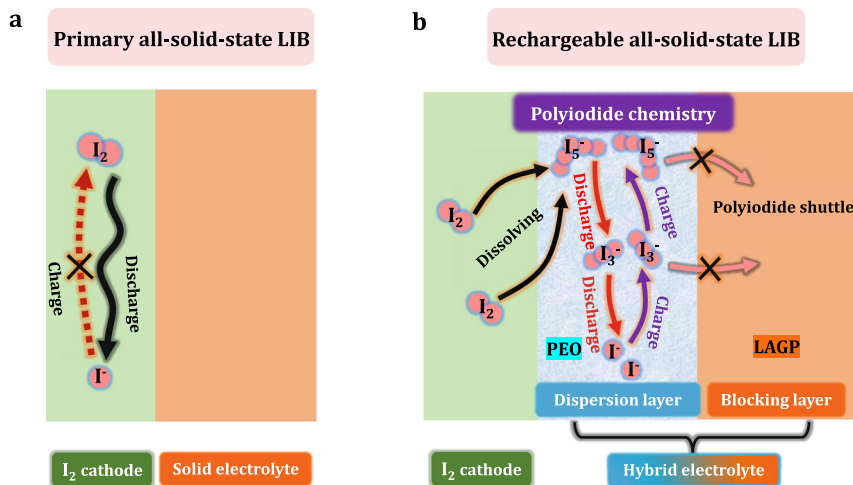 a
Primary all-solid-state LIB
I₂
Charge
Discharge
I⁻
I₂ cathode
Solid electrolyte
b
Rechargeable all-solid-state LIB
Polyiodide chemistry
I₅⁻
I₅⁻
I₂
Dissolving
Discharge
Charge
Polyiodide shuttle
I₃⁻
I₃⁻
I₂
Discharge
Charge
PEO
I⁻
I⁻
LAGP
Dispersion layer
Blocking layer
I₂ cathode
Hybrid electrolyte